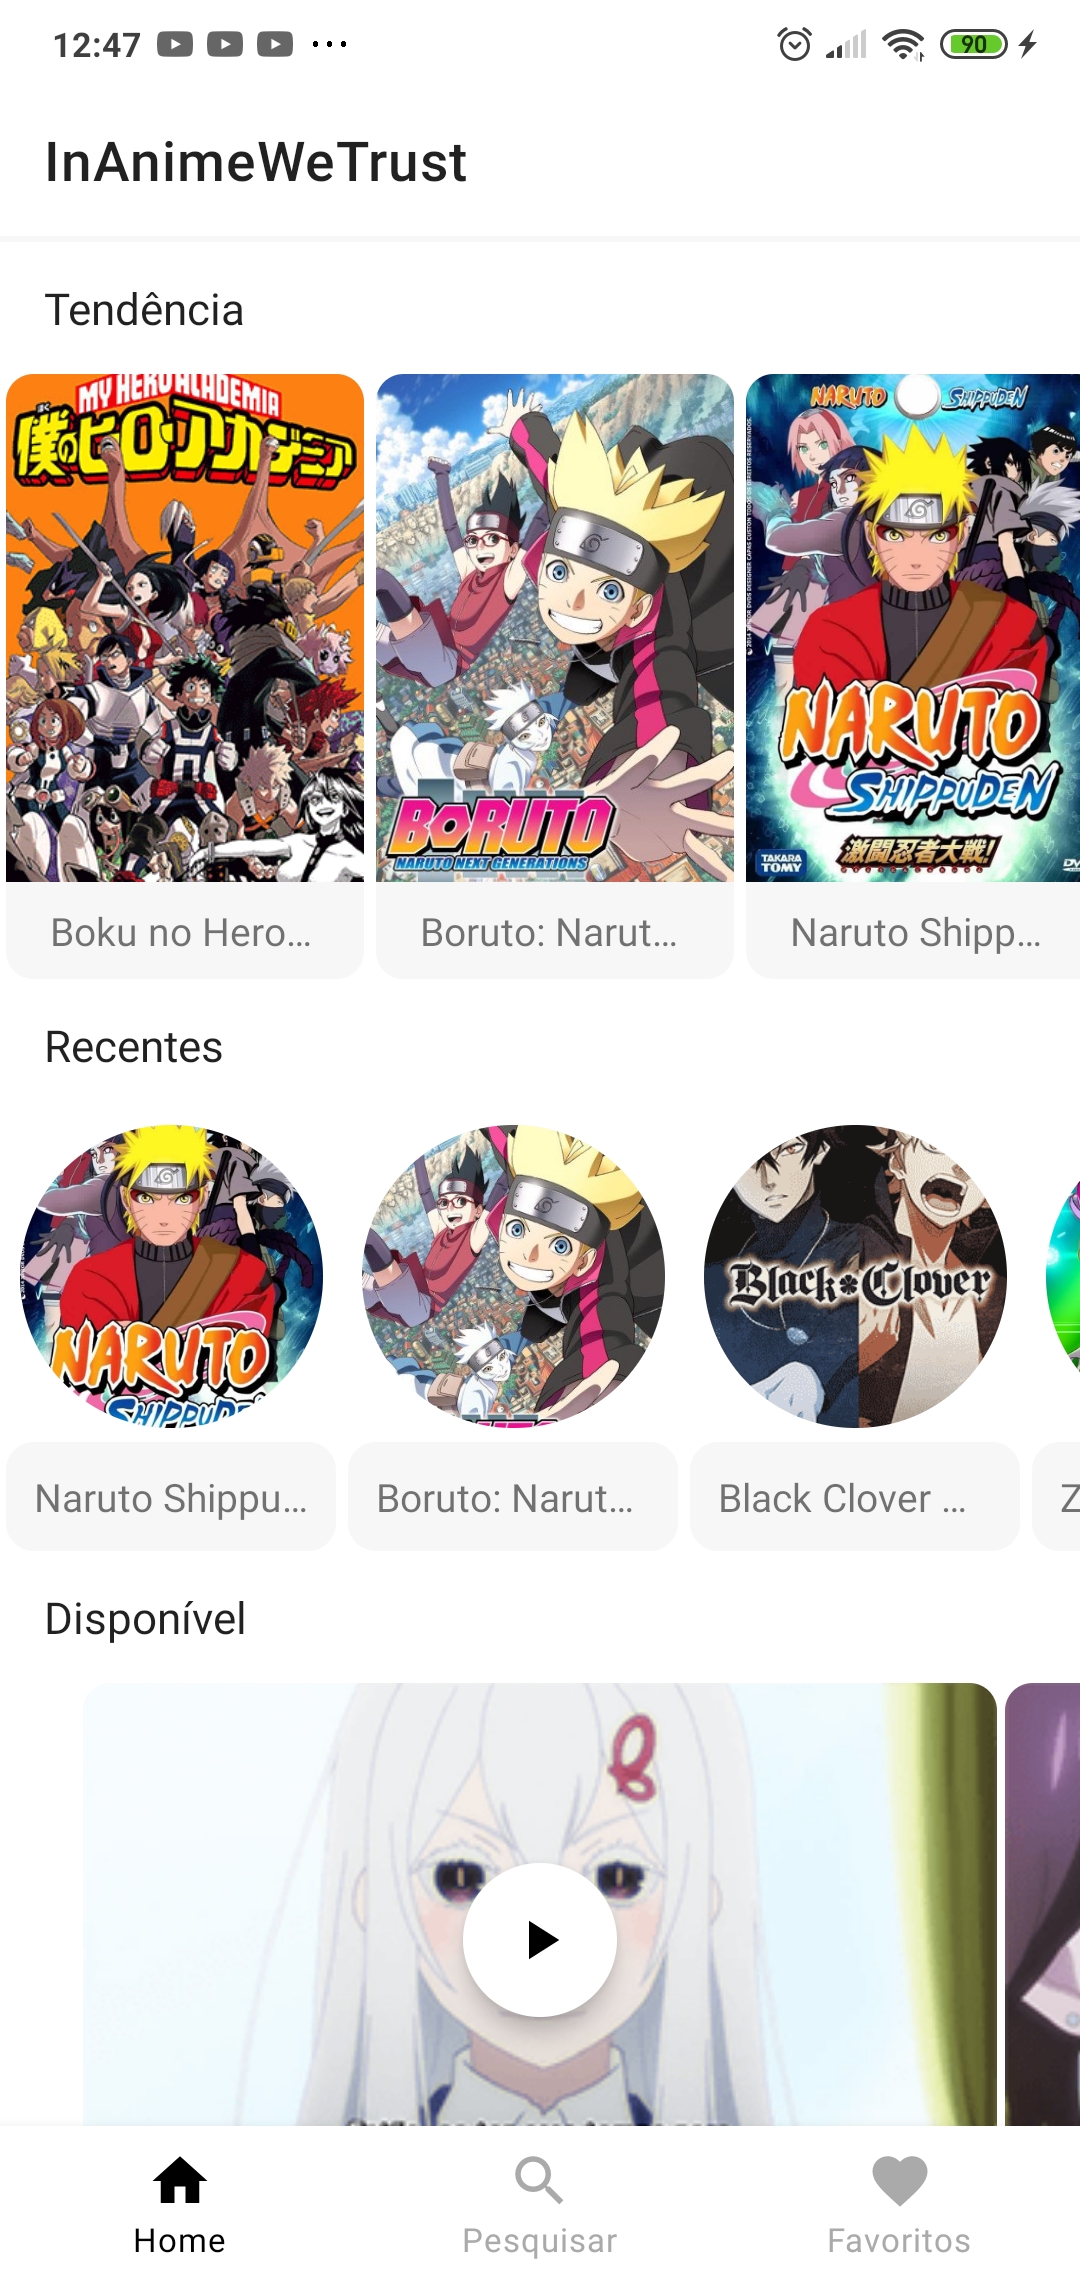 12:47
90
InAnimeWeTrust
Tendência
MY HERO ACADEMIA
僕のヒーローアカデミア
BORUTO
NARUTO NEXT GENERATIONS
NARUTO SHIPPUDEN
NARUTO
SHIPPUDEN
激闘忍者大戦!
TAKARA
TOMY
Boku no Hero...
Boruto: Narut...
Naruto Shipp...
Recentes
NARUTO
SHIPPUDE
Black Clover
Naruto Shippu...
Boruto: Narut...
Black Clover ...
Z
Disponível
Home
Pesquisar
Favoritos